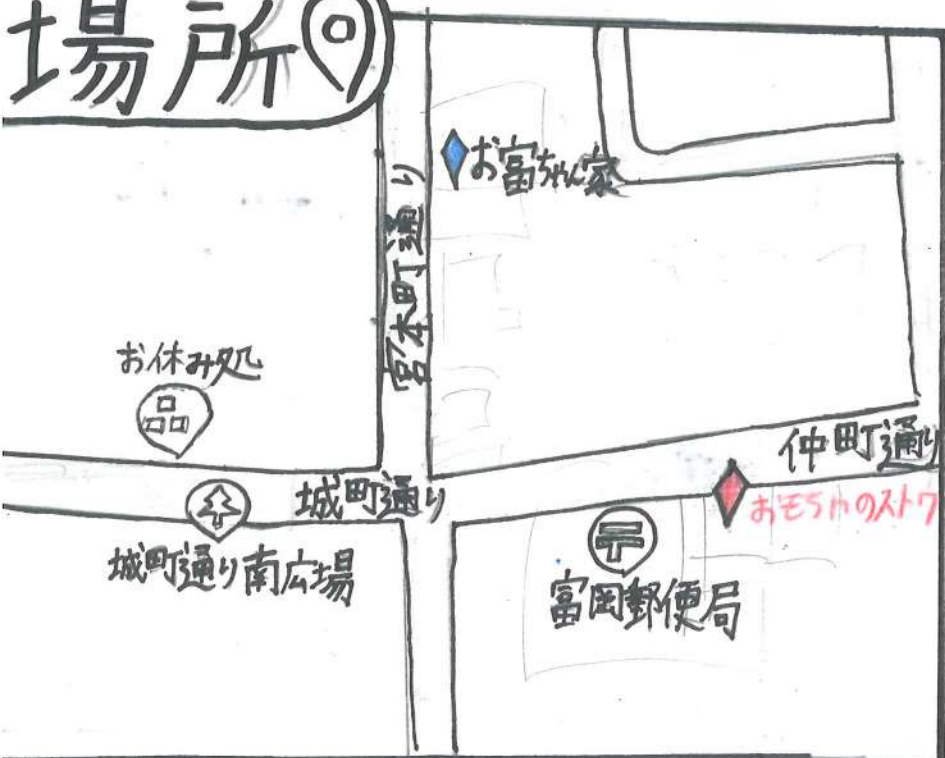 場所
お富ちゃん家
宮本町通り
お休み処
仲町通り
城町通り
おもちゃのストウ
城町通り南広場
富岡郵便局